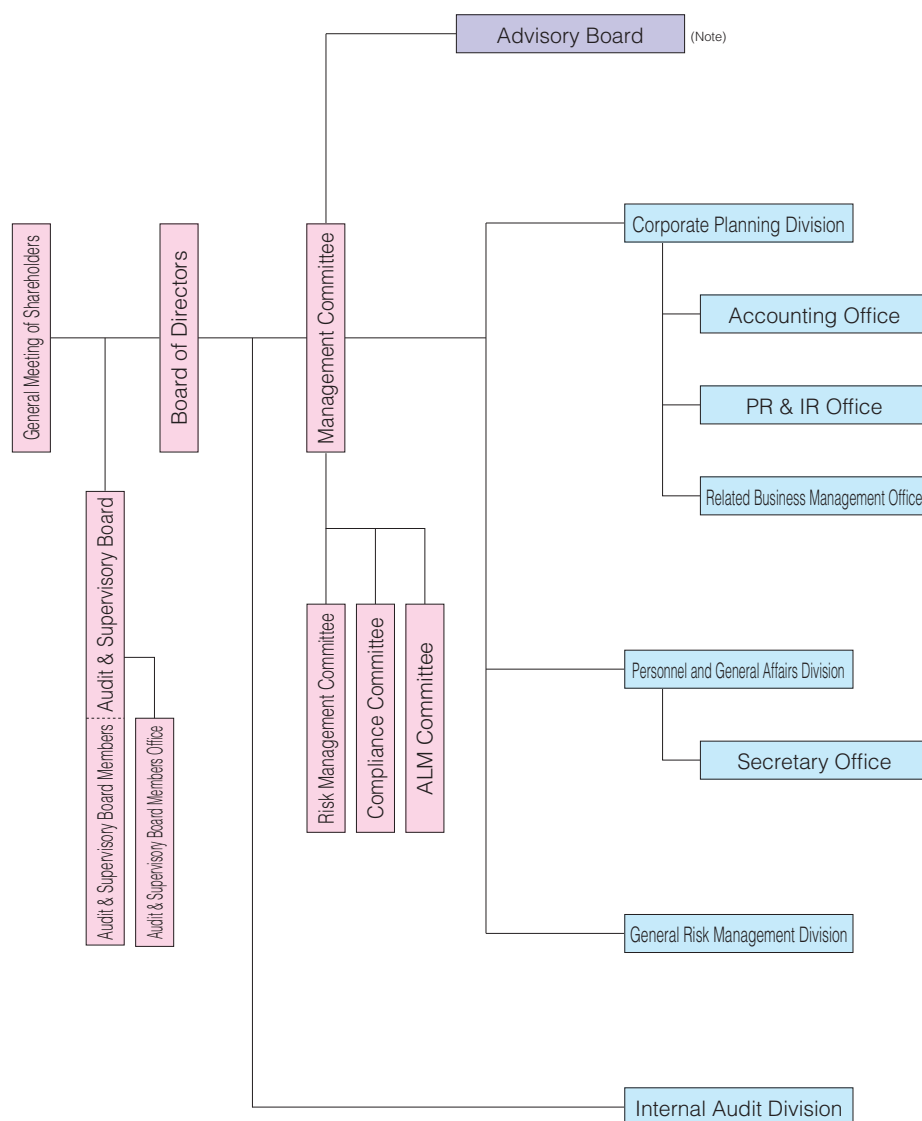 Advisory Board
(Note)
General Meeting of Shareholders
Board of Directors
Management Committee
Corporate Planning Division
Accounting Office
PR & IR Office
Related Business Management Office
Audit & Supervisory Board
Audit & Supervisory Board Members
Audit & Supervisory Board Members Office
Risk Management Committee
Compliance Committee
ALM Committee
Personnel and General Affairs Division
Secretary Office
General Risk Management Division
Internal Audit Division